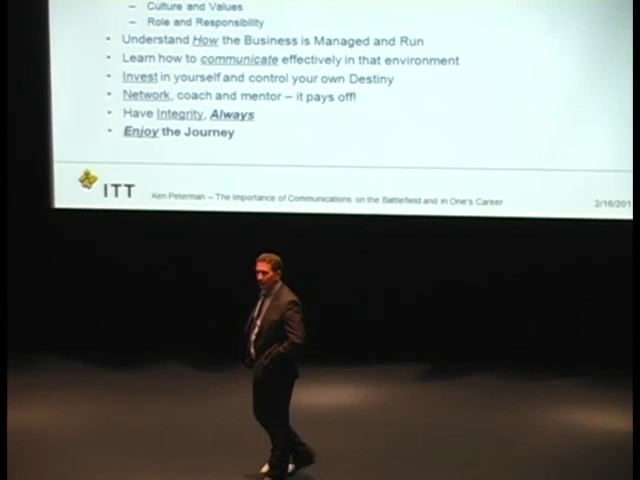 – Culture and Values
– Role and Responsibility
• Understand How the Business is Managed and Run
• Learn how to communicate effectively in that environment
• Invest in yourself and control your own Destiny
• Network, coach and mentor – it pays off!
• Have Integrity, Always
• Enjoy the Journey
ITT
Ken Peterman – The Importance of Communications on the Battlefield and in One's Career
2/16/201